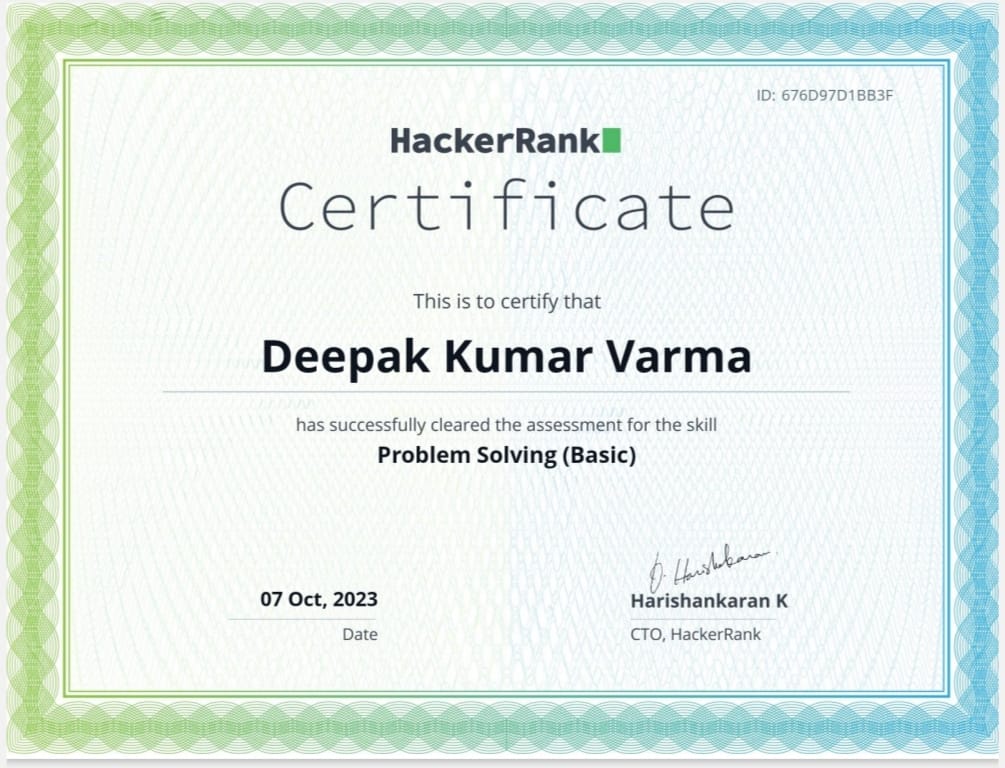 ID: 676D97D1BB3F
HackerRank
Certificate
This is to certify that
Deepak Kumar Varma
has successfully cleared the assessment for the skill
Problem Solving (Basic)
07 Oct, 2023
Date
Harishankaran K
CTO, HackerRank